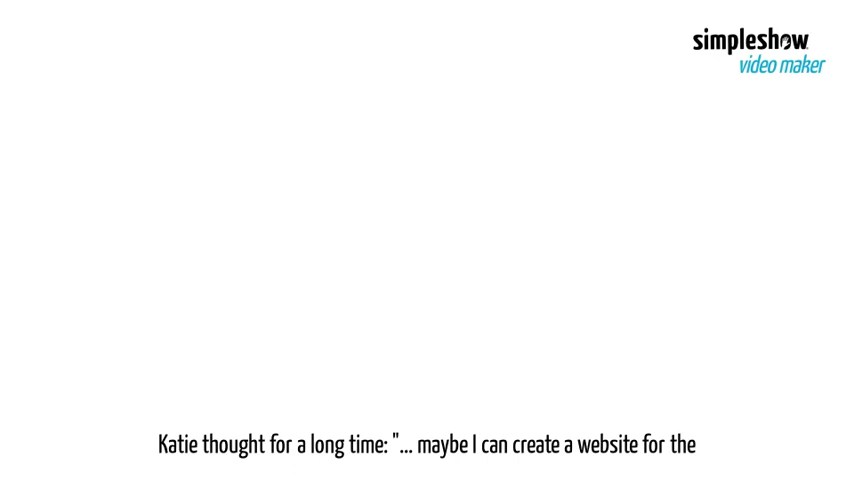 simpleshow
video maker
Katie thought for a long time: "... maybe I can create a website for the